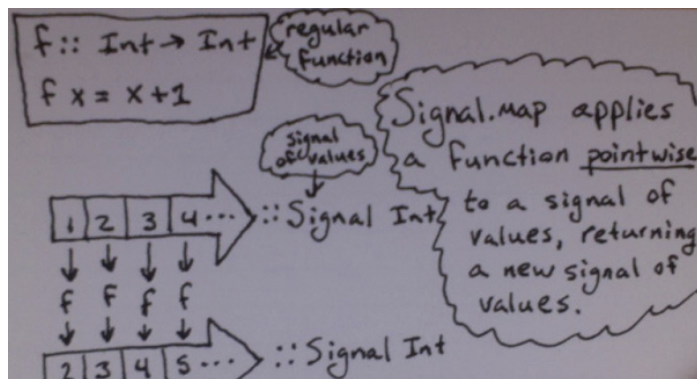 f :: Int → Int
f x = x+1
regular
function
signal
of values
Signal.map applies
a function pointwise
to a signal of
values, returning
a new signal of
values.
1 2 3 4 ... :: Signal Int
↓ ↓ ↓ ↓
f f f f
↓ ↓ ↓ ↓
2 3 4 5 ... :: Signal Int